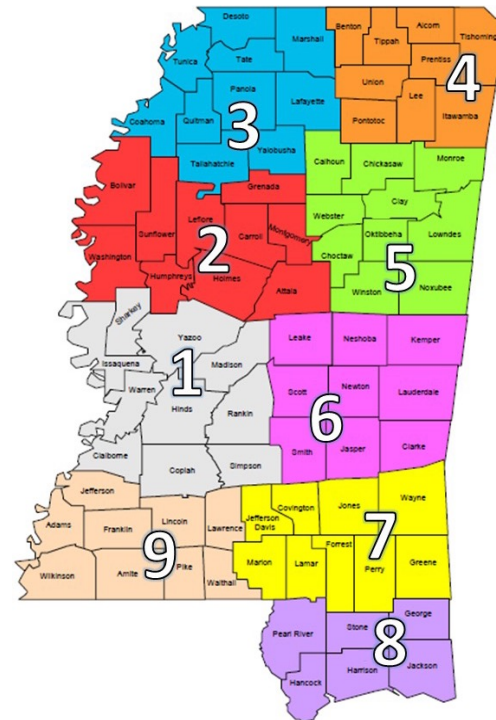 Desoto
Marshall
Benton
Tippah
Alcorn
Tishomingo
Tunica
Tate
Prentiss
4
Panola
Lafayette
Union
Lee
Itawamba
Coahoma
Quitman
3
Pontotoc
Tallahatchie
Yalobusha
Calhoun
Chickasaw
Monroe
Bolivar
Grenada
Leflore
Carroll
Montgomery
Webster
Clay
Sunflower
2
Choctaw
Oktibbeha
Lowndes
Washington
Humphreys
Holmes
Attala
Winston
5
Noxubee
Sharkey
Yazoo
Leake
Neshoba
Kemper
Issaquena
1
Madison
Warren
Hinds
Rankin
Scott
Newton
Lauderdale
6
Claiborne
Copiah
Simpson
Smith
Jasper
Clarke
Jefferson
Adams
Franklin
Lincoln
Lawrence
Jefferson
Davis
Covington
Jones
Wayne
9
7
Wilkinson
Amite
Pike
Walthall
Marion
Lamar
Forrest
Perry
Greene
Pearl River
Stone
George
8
Hancock
Harrison
Jackson